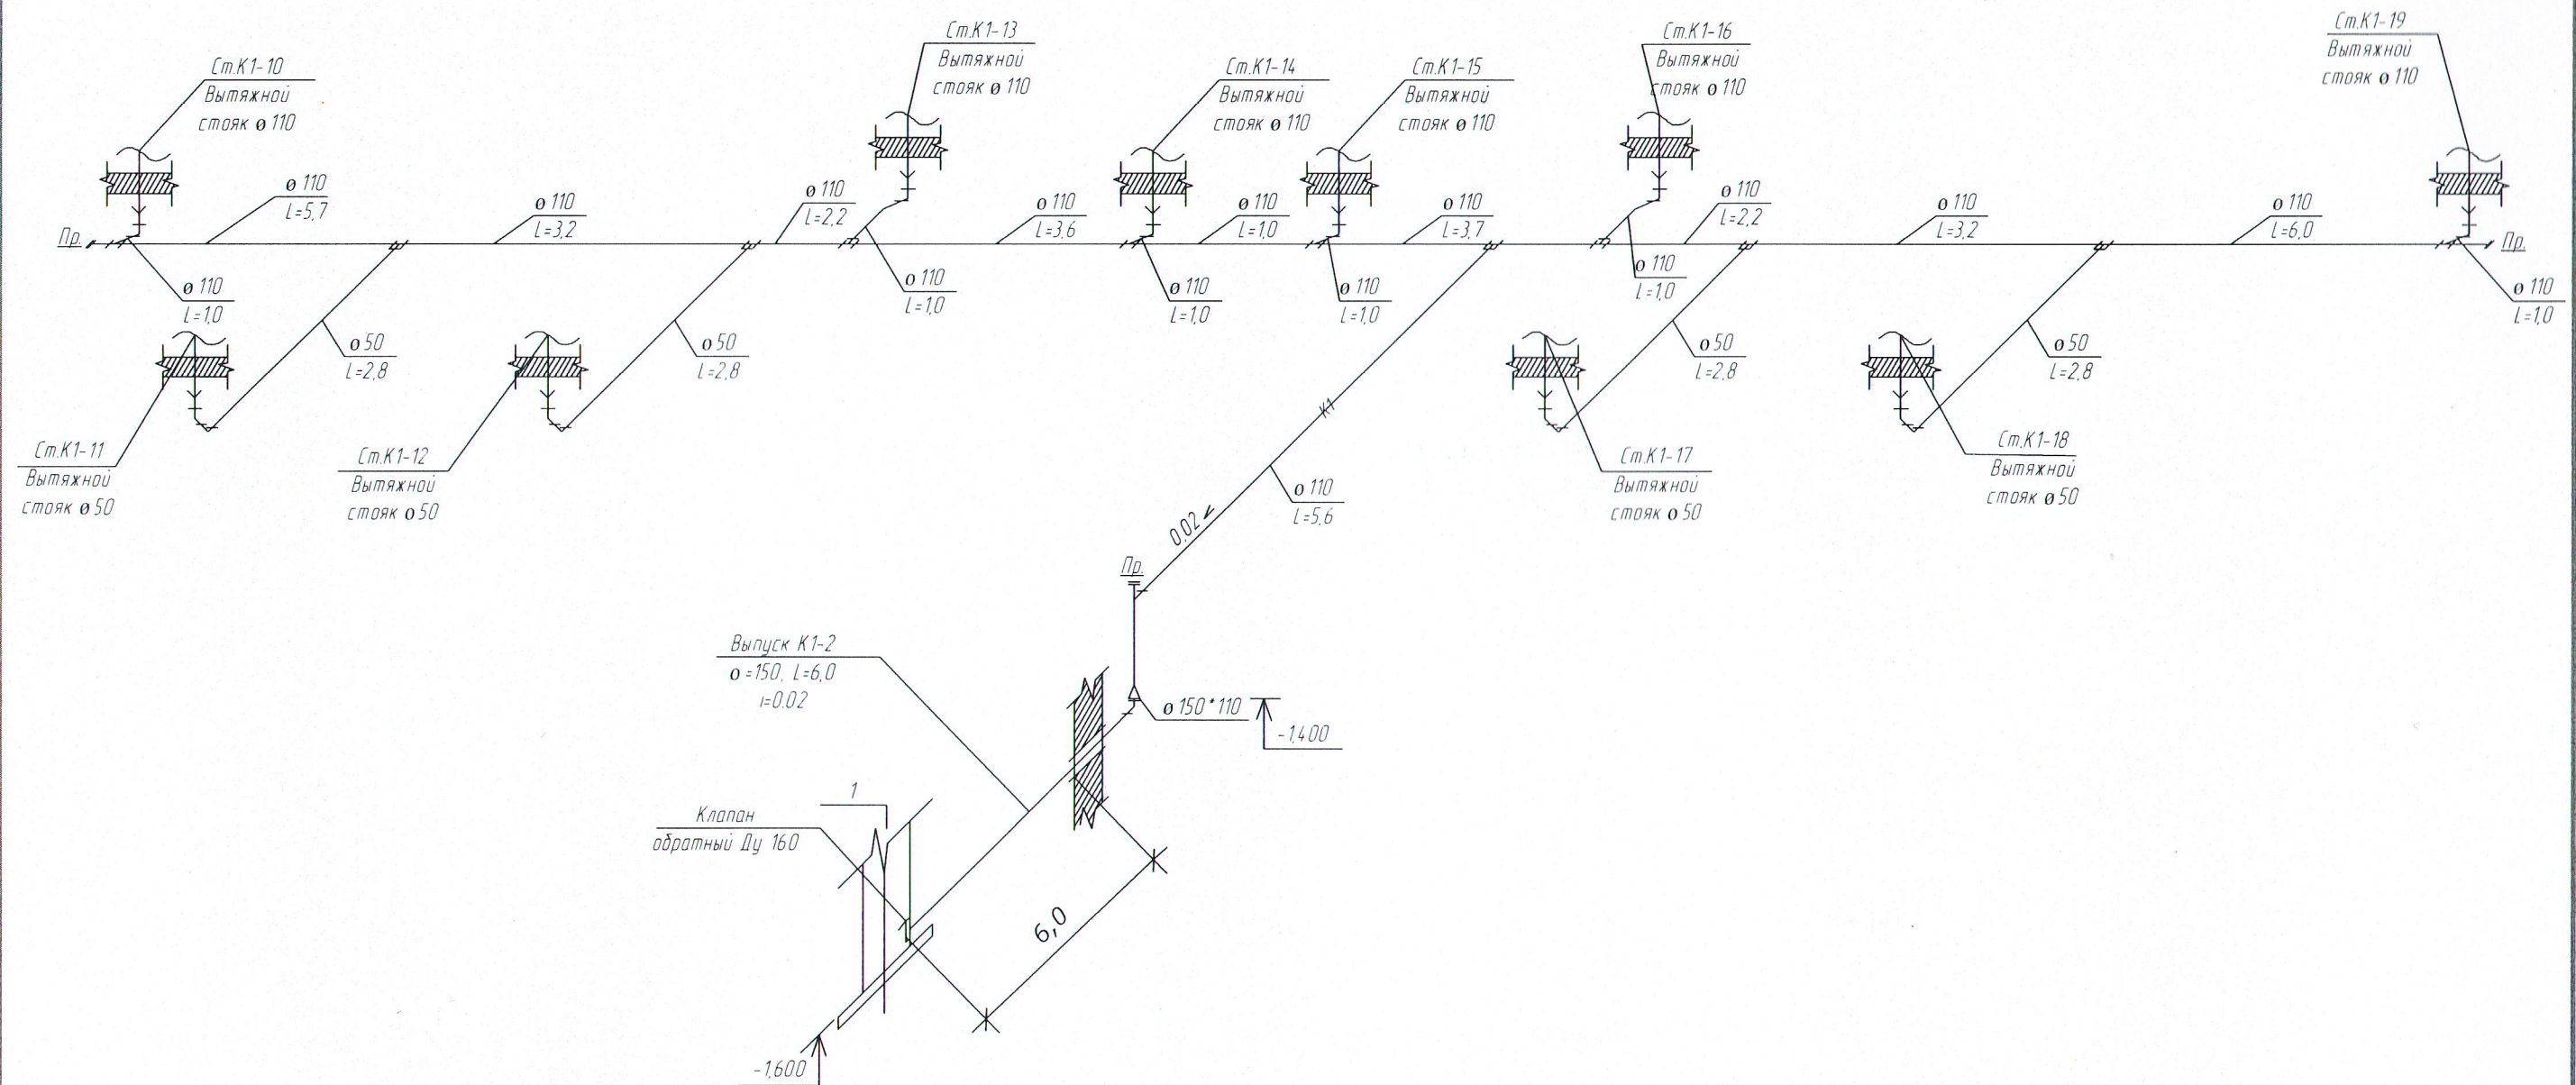 Ст.К1-10
Вытяжной
стояк ø 110
Ст.К1-13
Вытяжной
стояк ø 110
Ст.К1-14
Вытяжной
стояк ø 110
Ст.К1-15
Вытяжной
стояк ø 110
Ст.К1-16
Вытяжной
стояк ø 110
Ст.К1-19
Вытяжной
стояк ø 110
Пр.
ø 110
L=5,7
ø 110
L=3,2
ø 110
L=2,2
ø 110
L=3,6
ø 110
L=1,0
ø 110
L=3,7
ø 110
L=2,2
ø 110
L=3,2
ø 110
L=6,0
Пр.
ø 110
L=1,0
ø 110
L=1,0
ø 110
L=1,0
ø 110
L=1,0
ø 110
L=1,0
ø 110
L=1,0
ø 50
L=2,8
ø 50
L=2,8
ø 50
L=2,8
ø 50
L=2,8
Ст.К1-11
Вытяжной
стояк ø 50
Ст.К1-12
Вытяжной
стояк ø 50
Ст.К1-17
Вытяжной
стояк ø 50
Ст.К1-18
Вытяжной
стояк ø 50
К1
ø 110
L=5,6
0,02
Пр.
Выпуск К1-2
ø =150, L=6,0
i=0.02
ø 150*110
-1,400
1
Клапан
обратный Ду 160
6,0
-1,600